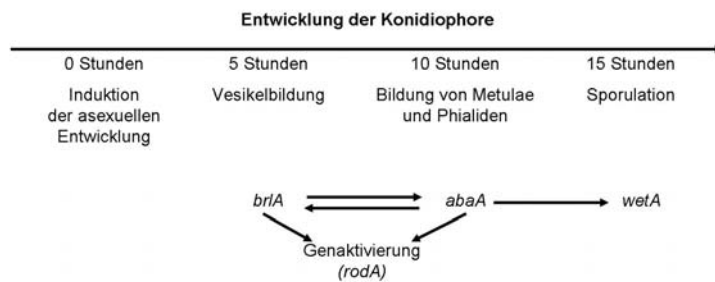 Entwicklung der Konidiophore
0 Stunden 5 Stunden 10 Stunden 15 Stunden
Induktion Vesikelbildung Bildung von Metulae Sporulation
der asexuellen und Phialiden
Entwicklung
brlA abaA wetA
Genaktivierung
(rodA)